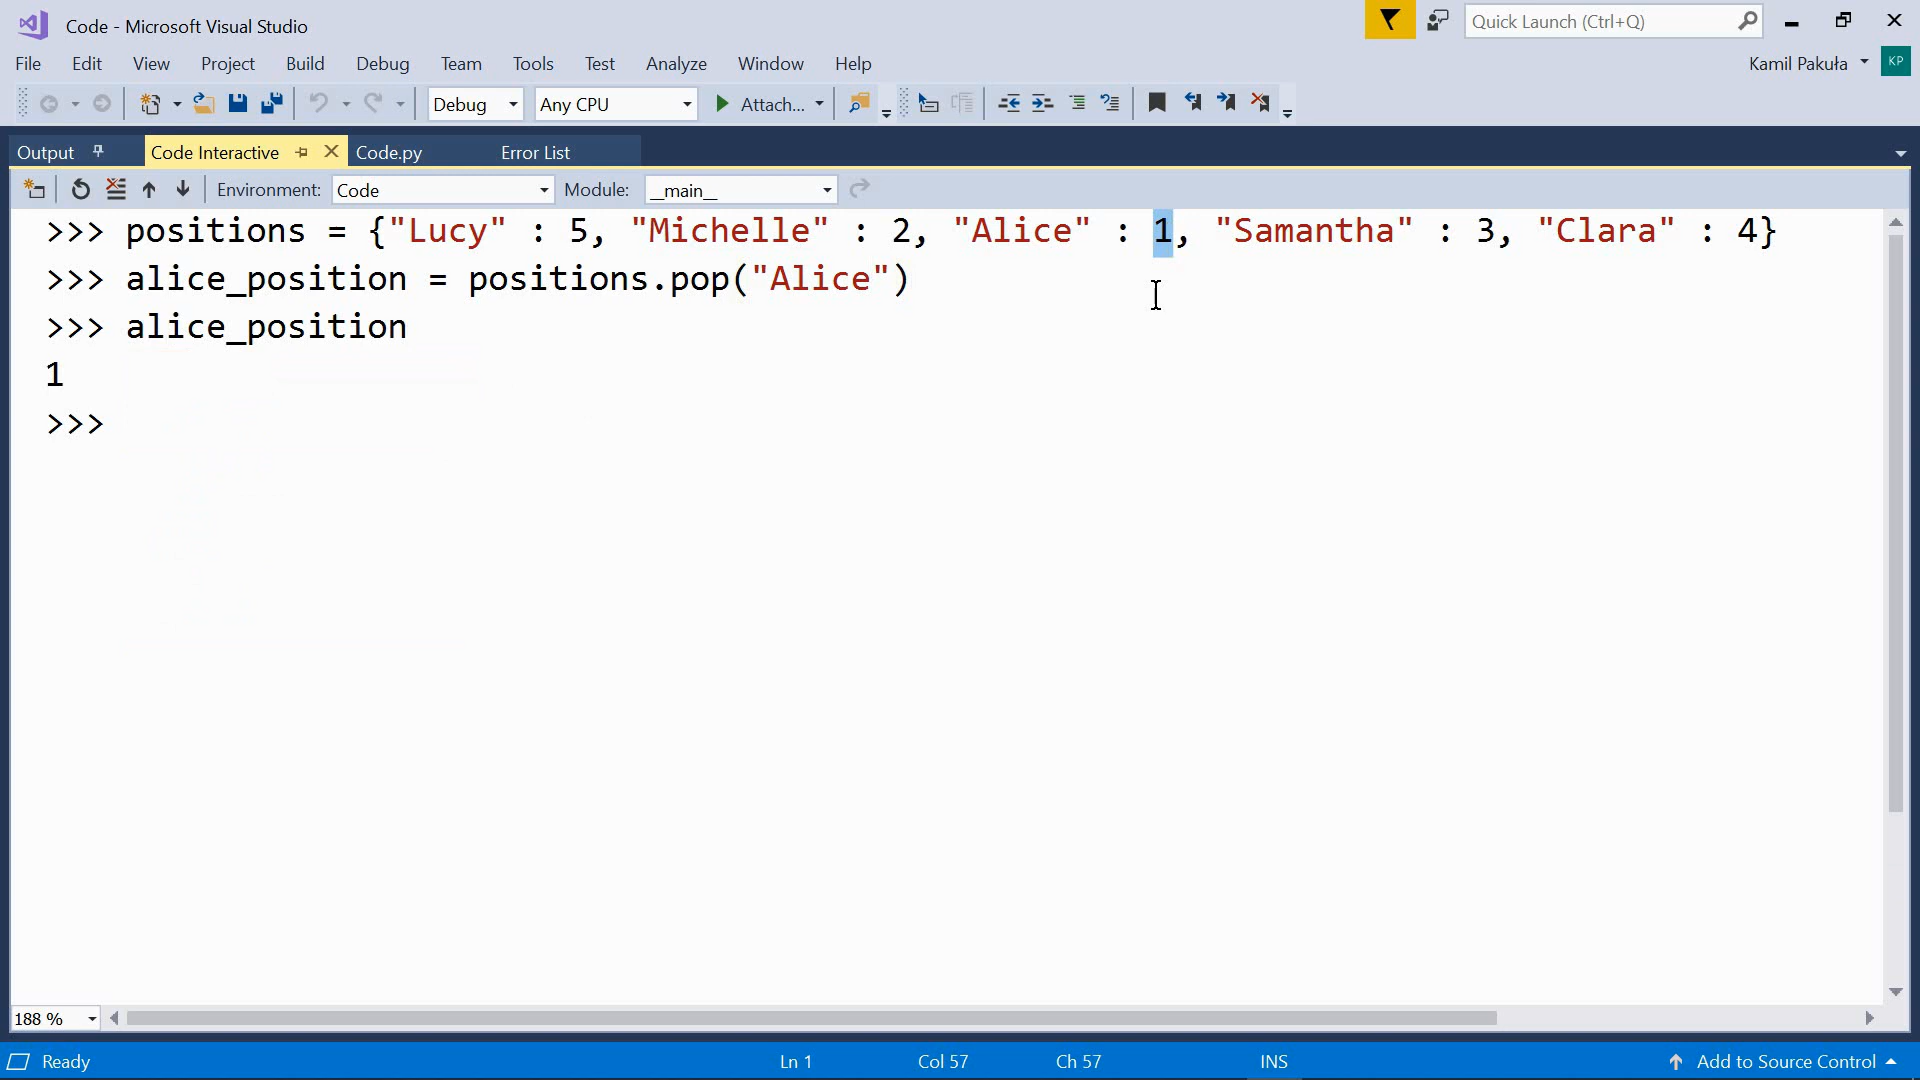 Code - Microsoft Visual Studio
Quick Launch (Ctrl+Q)
File Edit View Project Build Debug Team Tools Test Analyze Window Help
Kamil Pakuła KP
Debug Any CPU Attach...
Output Code Interactive Code.py Error List
Environment: Code Module: __main__
>>> positions = {"Lucy" : 5, "Michelle" : 2, "Alice" : 1, "Samantha" : 3, "Clara" : 4}
>>> alice_position = positions.pop("Alice")
>>> alice_position
1
>>>
188 %
Ready Ln 1 Col 57 Ch 57 INS Add to Source Control